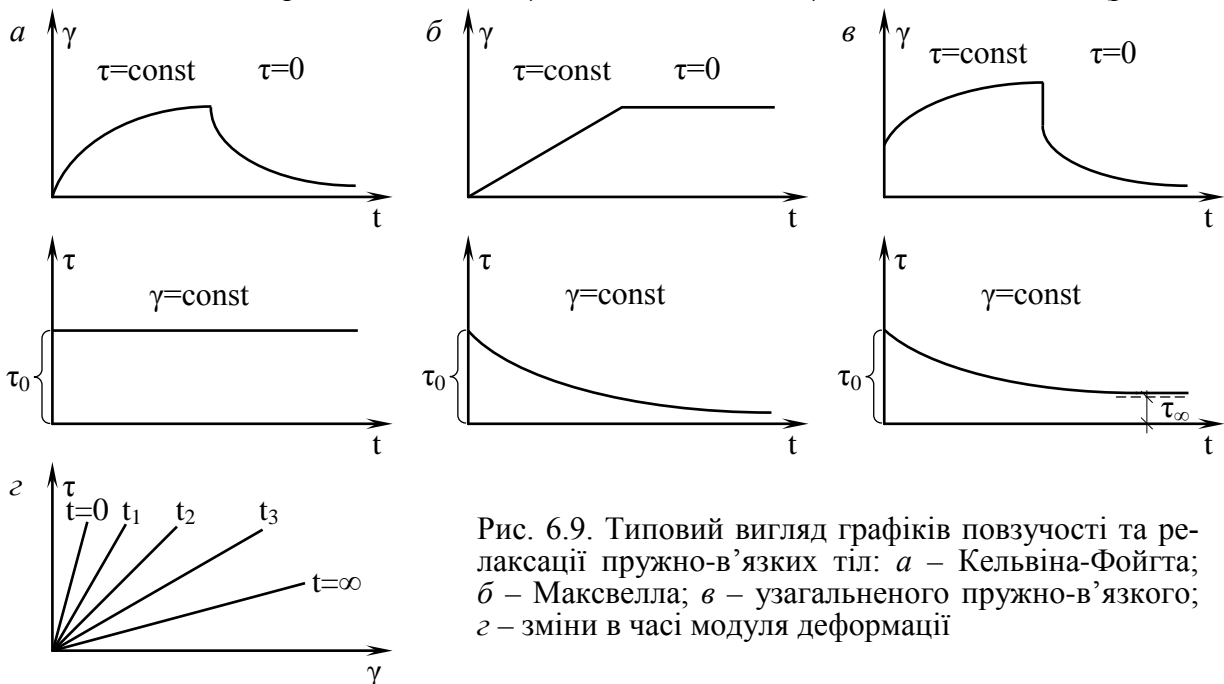 а γ τ=const τ=0 t
б γ τ=const τ=0 t
в γ τ=const τ=0 t
τ γ=const τ₀ t
τ γ=const τ₀ t
τ γ=const τ₀ τ∞ t
г τ t=0 t₁ t₂ t₃ t=∞ γ
Рис. 6.9. Типовий вигляд графіків повзучості та ре-
лаксації пружно-в’язких тіл: а – Кельвіна-Фойгта;
б – Максвелла; в – узагальненого пружно-в’язкого;
г – зміни в часі модуля деформації